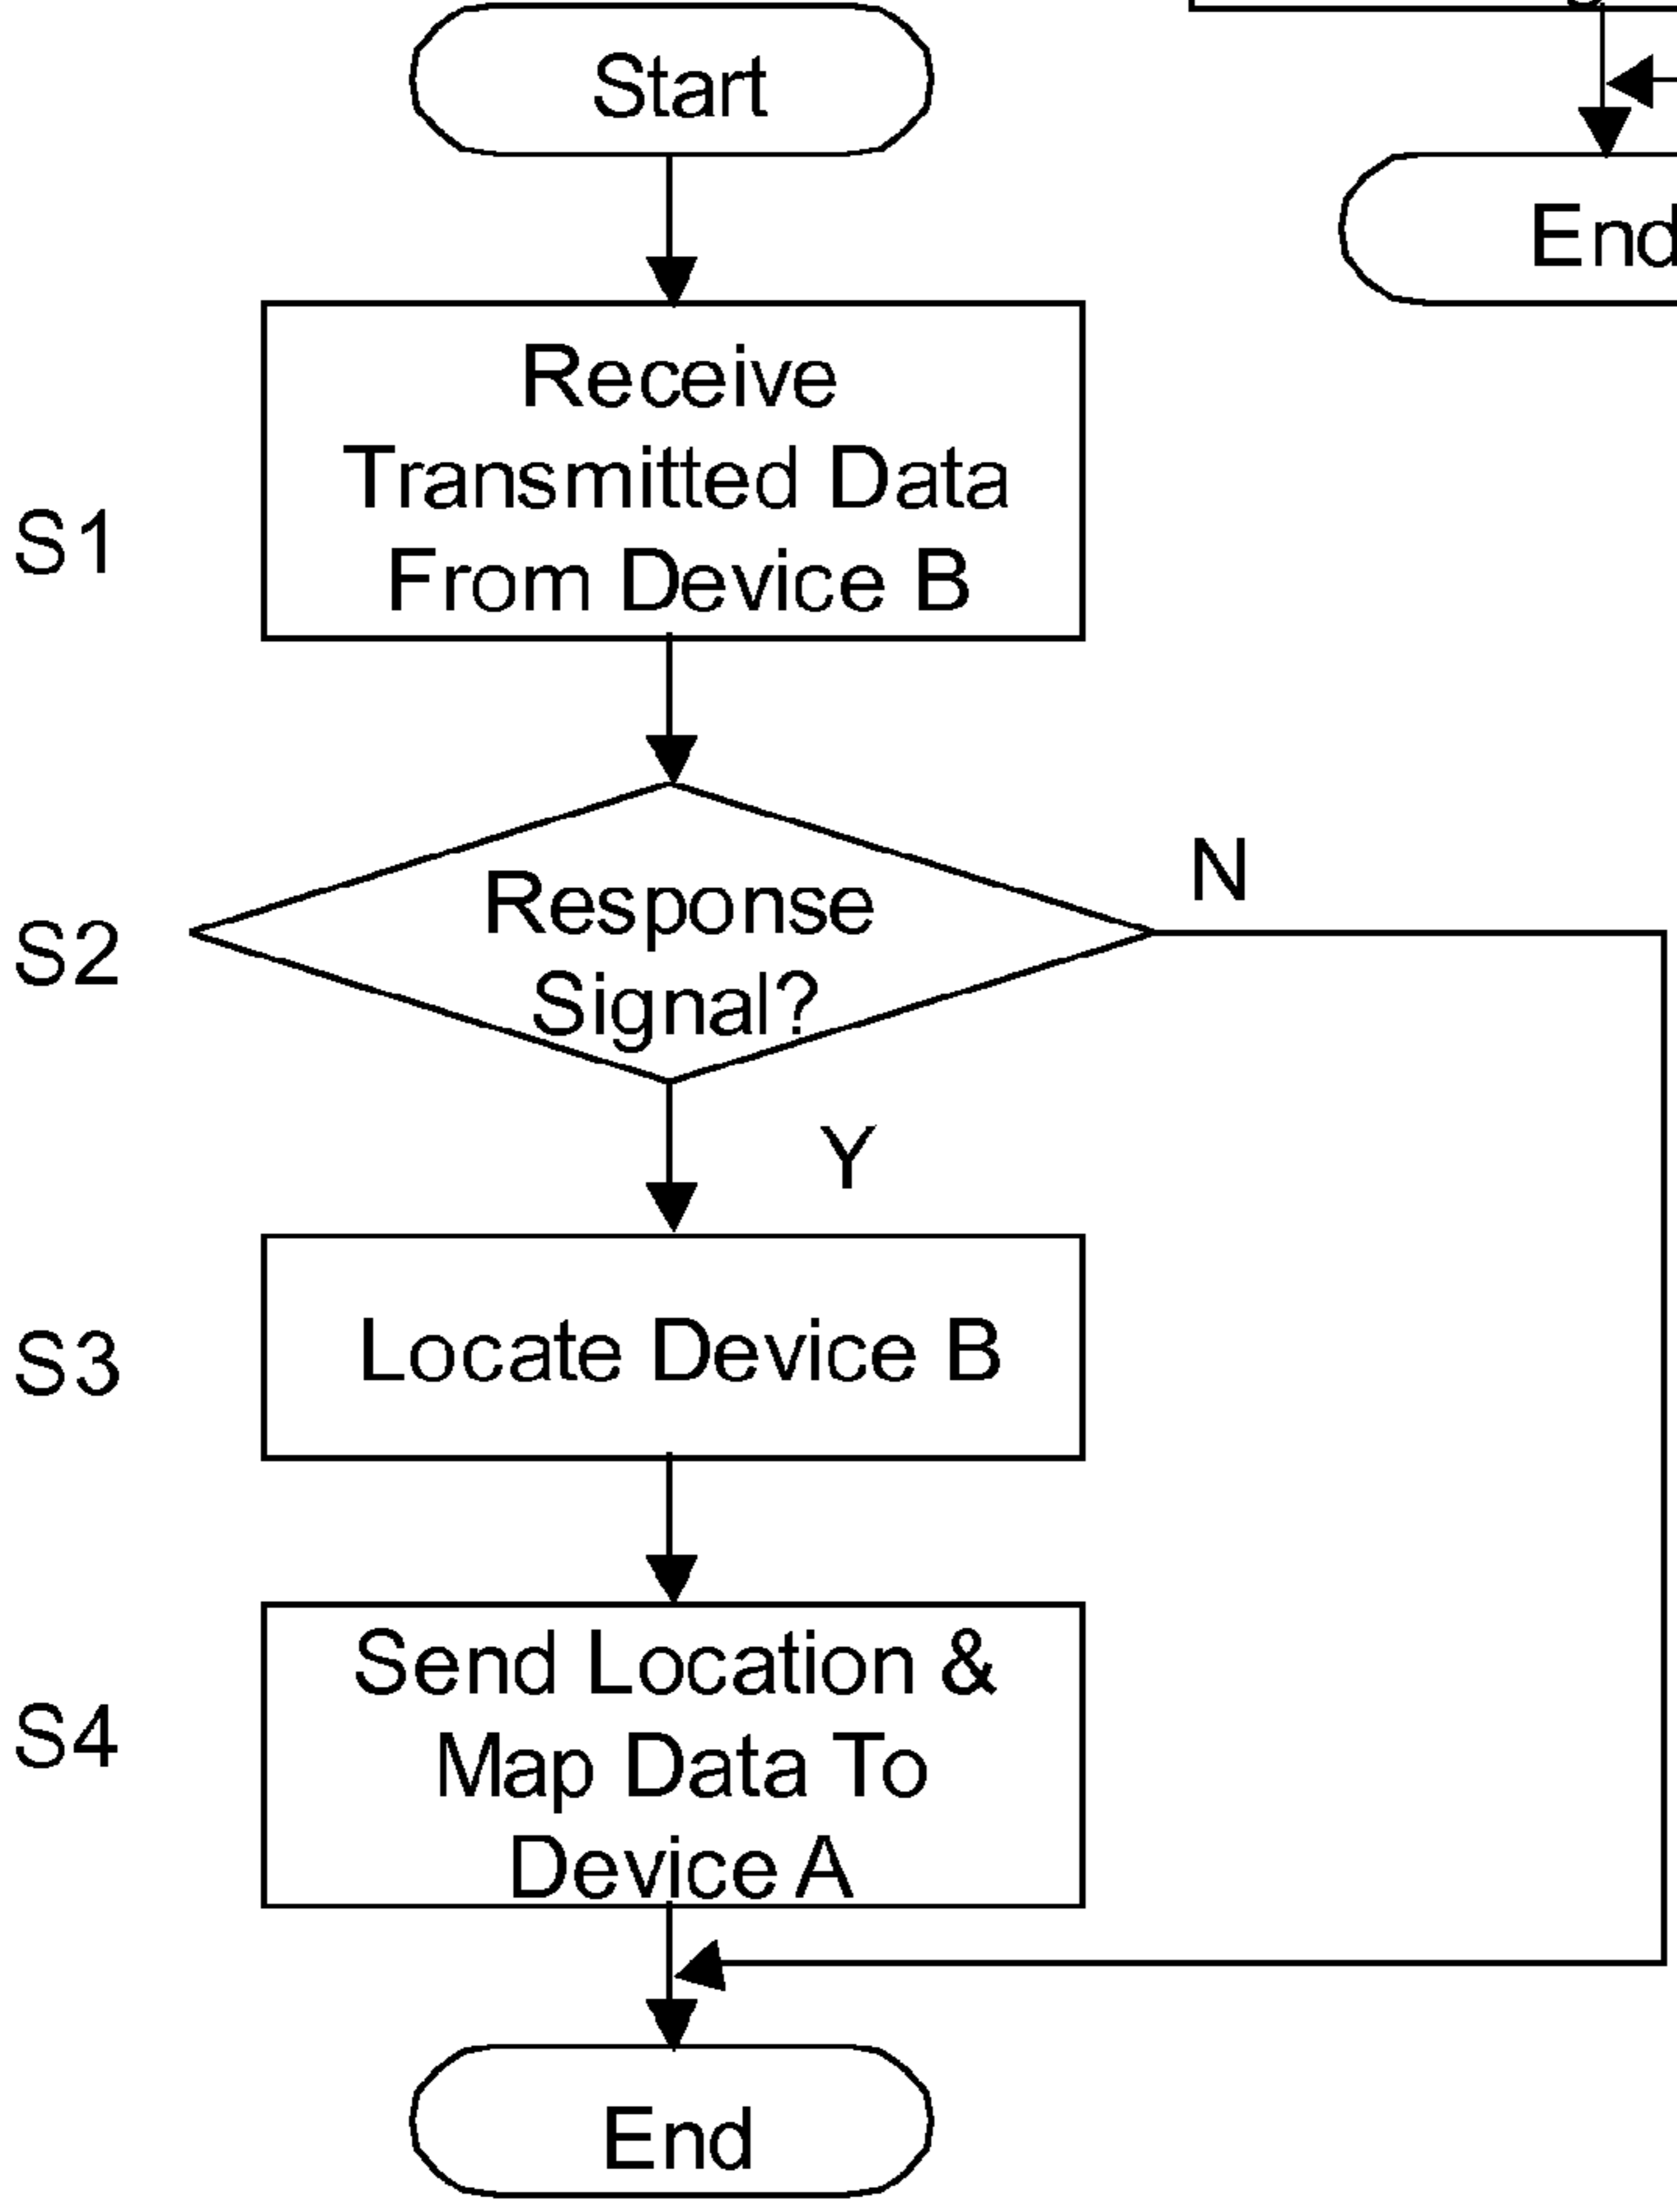 Start
End
Receive
Transmitted Data
From Device B
S1
Response
Signal?
N
S2
Y
Locate Device B
S3
Send Location &
Map Data To
Device A
S4
End